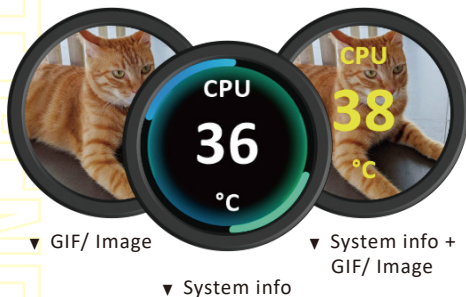 CPU
36
°C
CPU
38
°C
▼ GIF/ Image
▼ System info +
GIF/ Image
▼ System info